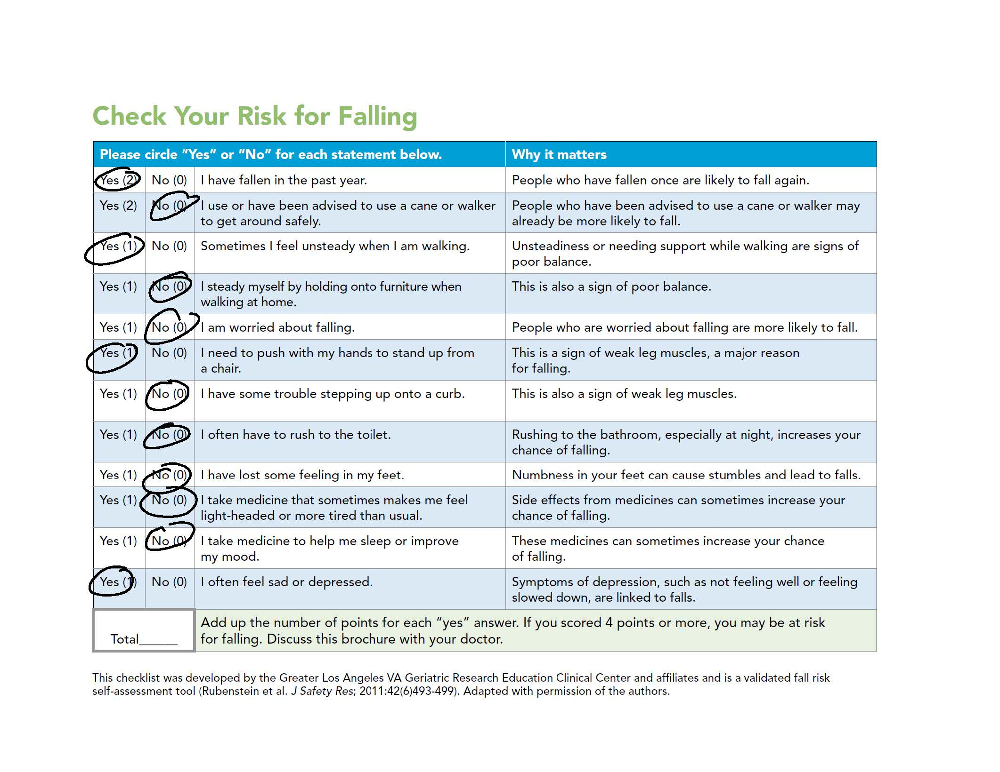 Check Your Risk for Falling
Please circle “Yes” or “No” for each statement below. Why it matters
Yes (2) No (0) I have fallen in the past year. People who have fallen once are likely to fall again.
Yes (2) No (0) I use or have been advised to use a cane or walker People who have been advised to use a cane or walker may
to get around safely. already be more likely to fall.
Yes (1) No (0) Sometimes I feel unsteady when I am walking. Unsteadiness or needing support while walking are signs of
poor balance.
Yes (1) No (0) I steady myself by holding onto furniture when This is also a sign of poor balance.
walking at home.
Yes (1) No (0) I am worried about falling. People who are worried about falling are more likely to fall.
Yes (1) No (0) I need to push with my hands to stand up from This is a sign of weak leg muscles, a major reason
a chair. for falling.
Yes (1) No (0) I have some trouble stepping up onto a curb. This is also a sign of weak leg muscles.
Yes (1) No (0) I often have to rush to the toilet. Rushing to the bathroom, especially at night, increases your
chance of falling.
Yes (1) No (0) I have lost some feeling in my feet. Numbness in your feet can cause stumbles and lead to falls.
Yes (1) No (0) I take medicine that sometimes makes me feel Side effects from medicines can sometimes increase your
light-headed or more tired than usual. chance of falling.
Yes (1) No (0) I take medicine to help me sleep or improve These medicines can sometimes increase your chance
my mood. of falling.
Yes (1) No (0) I often feel sad or depressed. Symptoms of depression, such as not feeling well or feeling
slowed down, are linked to falls.
Add up the number of points for each “yes” answer. If you scored 4 points or more, you may be at risk
Total______ for falling. Discuss this brochure with your doctor.
This checklist was developed by the Greater Los Angeles VA Geriatric Research Education Clinical Center and affiliates and is a validated fall risk
self-assessment tool (Rubenstein et al. J Safety Res; 2011:42(6)493-499). Adapted with permission of the authors.